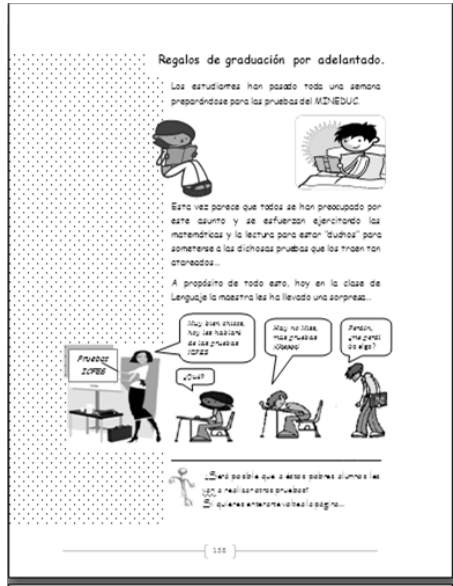 Regalos de graduación por adelantado.
Los estudiantes han pasado toda una semana
preparándose para las pruebas del MINEDUC.
Esta vez parece que todos se han preocupado por
este asunto y se esfuerzan ejercitando las
matemáticas y la lectura para estar "duchos" para
someterse a las dichosas pruebas que los traen tan
atareados...
A propósito de todo esto, hoy en la clase de
Lenguaje la maestra les ha llevado una sorpresa...
Muy bien chicos,
hoy les hablaré
de las pruebas
ICFES
Hay no Miss,
más pruebas
Perdón,
¿me perdí
de algo?
Pruebas
ICFES
¿Qué?
¿Será posible que a éstos pobres alumnos les
van a realizar otras pruebas?
Si quieres enterarte voltea la página...